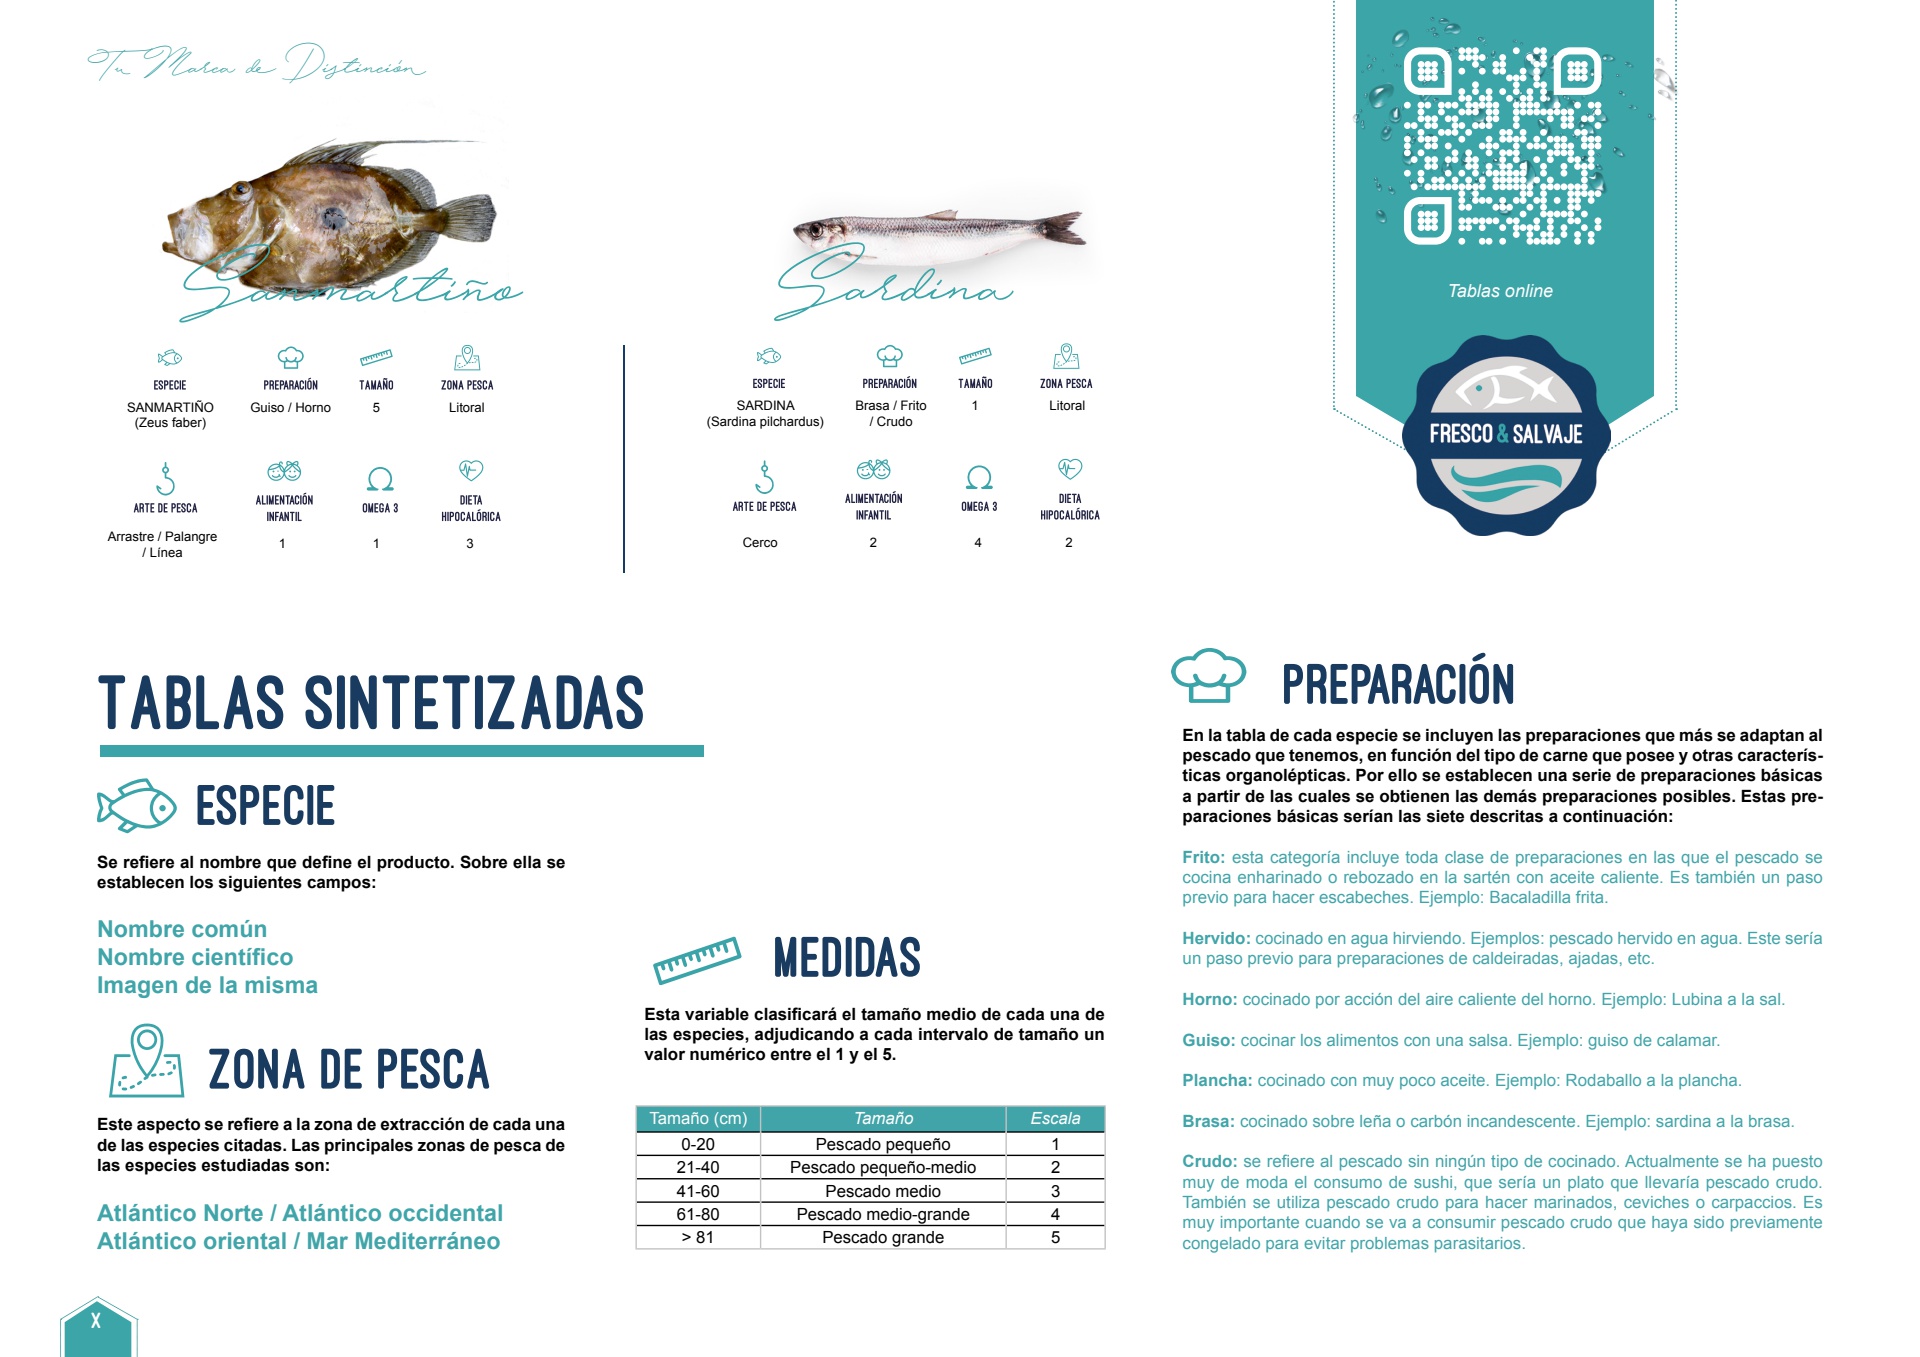 Tu Marca de Distinción
Sanmartiño
ESPECIE
PREPARACIÓN
TAMAÑO
ZONA PESCA
SANMARTIÑO
(Zeus faber)
Guiso / Horno
5
Litoral
ARTE DE PESCA
ALIMENTACIÓN
INFANTIL
OMEGA 3
DIETA
HIPOCALÓRICA
Arrastre / Palangre
/ Línea
1
1
3
Sardina
ESPECIE
PREPARACIÓN
TAMAÑO
ZONA PESCA
SARDINA
(Sardina pilchardus)
Brasa / Frito
/ Crudo
1
Litoral
ARTE DE PESCA
ALIMENTACIÓN
INFANTIL
OMEGA 3
DIETA
HIPOCALÓRICA
Cerco
2
4
2
Tablas online
FRESCO & SALVAJE
TABLAS SINTETIZADAS
ESPECIE
Se refiere al nombre que define el producto. Sobre ella se
establecen los siguientes campos:
Nombre común
Nombre científico
Imagen de la misma
ZONA DE PESCA
Este aspecto se refiere a la zona de extracción de cada una
de las especies citadas. Las principales zonas de pesca de
las especies estudiadas son:
Atlántico Norte / Atlántico occidental
Atlántico oriental / Mar Mediterráneo
MEDIDAS
Esta variable clasificará el tamaño medio de cada una de
las especies, adjudicando a cada intervalo de tamaño un
valor numérico entre el 1 y el 5.
Tamaño (cm) Tamaño Escala
0-20 Pescado pequeño 1
21-40 Pescado pequeño-medio 2
41-60 Pescado medio 3
61-80 Pescado medio-grande 4
> 81 Pescado grande 5
PREPARACIÓN
En la tabla de cada especie se incluyen las preparaciones que más se adaptan al
pescado que tenemos, en función del tipo de carne que posee y otras caracterís-
ticas organolépticas. Por ello se establecen una serie de preparaciones básicas
a partir de las cuales se obtienen las demás preparaciones posibles. Estas pre-
paraciones básicas serían las siete descritas a continuación:
Frito: esta categoría incluye toda clase de preparaciones en las que el pescado se
cocina enharinado o rebozado en la sartén con aceite caliente. Es también un paso
previo para hacer escabeches. Ejemplo: Bacaladilla frita.
Hervido: cocinado en agua hirviendo. Ejemplos: pescado hervido en agua. Este sería
un paso previo para preparaciones de caldeiradas, ajadas, etc.
Horno: cocinado por acción del aire caliente del horno. Ejemplo: Lubina a la sal.
Guiso: cocinar los alimentos con una salsa. Ejemplo: guiso de calamar.
Plancha: cocinado con muy poco aceite. Ejemplo: Rodaballo a la plancha.
Brasa: cocinado sobre leña o carbón incandescente. Ejemplo: sardina a la brasa.
Crudo: se refiere al pescado sin ningún tipo de cocinado. Actualmente se ha puesto
muy de moda el consumo de sushi, que sería un plato que llevaría pescado crudo.
También se utiliza pescado crudo para hacer marinados, ceviches o carpaccios. Es
muy importante cuando se va a consumir pescado crudo que haya sido previamente
congelado para evitar problemas parasitarios.
X